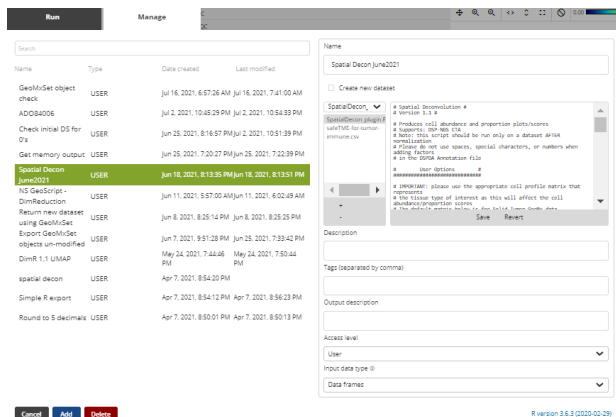 Run
Manage
0.00
Search
Name Type Date created Last modified
GeoMxSet object check USER Jul 16, 2021, 6:57:26 AM Jul 16, 2021, 7:41:00 AM
ADO84006 USER Jul 2, 2021, 10:45:29 PM Jul 2, 2021, 10:54:33 PM
Check initial DS for 0's USER Jun 25, 2021, 8:16:57 PM Jul 2, 2021, 10:51:39 PM
Get memory output USER Jun 25, 2021, 7:20:27 PM Jun 25, 2021, 7:22:39 PM
Spatial Decon June2021 USER Jun 18, 2021, 8:13:35 PM Jun 18, 2021, 8:13:51 PM
NS GeoScript - DimReduction USER Jun 11, 2021, 5:57:00 AM Jun 11, 2021, 6:02:49 AM
Return new dataset using GeoMxSet USER Jun 8, 2021, 8:25:14 PM Jun 8, 2021, 8:25:25 PM
Export GeoMxSet objects un-modified USER Jun 7, 2021, 9:51:28 PM Jun 25, 2021, 7:33:42 PM
DimR 1.1 UMAP USER May 24, 2021, 7:44:46 PM May 24, 2021, 7:50:44 PM
spatial decon USER Apr 7, 2021, 8:54:20 PM
Simple R export USER Apr 7, 2021, 8:54:12 PM Apr 7, 2021, 8:56:23 PM
Round to 5 decimals USER Apr 7, 2021, 8:50:01 PM Apr 7, 2021, 8:50:13 PM
Cancel Add Delete
Name
Spatial Decon June2021
Create new dataset
SpatialDecon_
SpatialDecon plugin F
safeTME-for-tumor-
immune.csv
+
-
# Spatial Deconvolution #
# Version 1.1 #
# Produces cell abundance and proportion plots/scores
# Supports: DSP-NGS CTA
# Note: this script should be run only on a dataset AFTER
normalization
# Please do not use spaces, special characters, or numbers when
adding factors
# in the DSPDA Annotation file
# User Options #
##############################
# IMPORTANT: please use the appropriate cell profile matrix that
represents
# the tissue type of interest as this will affect the cell
abundance/proportion scores
# The default matrix below is for Solid Tumor GeoMx data
Save Revert
Description
Tags (separated by comma)
Output description
Access level
User
Input data type
Data frames
R version 3.6.3 (2020-02-29)